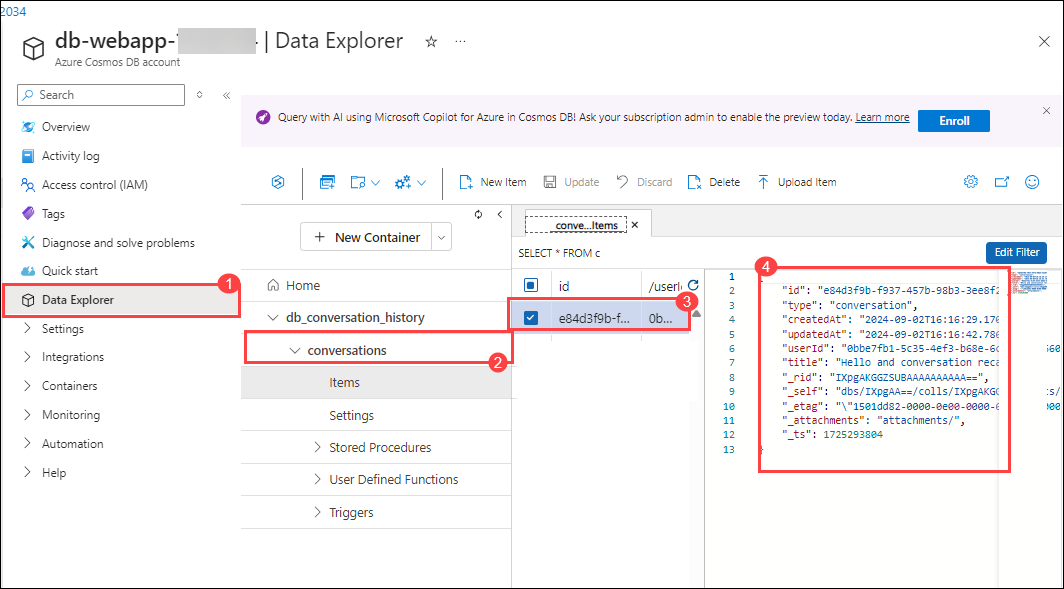 2034
db-webapp- | Data Explorer
Azure Cosmos DB account
Search
Overview
Activity log
Access control (IAM)
Tags
Diagnose and solve problems
Quick start
Data Explorer
1
Settings
Integrations
Containers
Monitoring
Automation
Help
Query with AI using Microsoft Copilot for Azure in Cosmos DB! Ask your subscription admin to enable the preview today. Learn more
Enroll
New Item
Update
Discard
Delete
Upload Item
New Container
Home
db_conversation_history
conversations
2
Items
Settings
Stored Procedures
User Defined Functions
Triggers
conve...Items
SELECT * FROM c
Edit Filter
id
/userI
3
e84d3f9b-f...
0b...
4
1 {
2 "id": "e84d3f9b-f937-457b-98b3-3ee8f2
3 "type": "conversation",
4 "createdAt": "2024-09-02T16:16:29.170
5 "updatedAt": "2024-09-02T16:16:42.786
6 "userId": "0bbe7fb1-5c35-4ef3-b68e-6c 560
7 "title": "Hello and conversation reca
8 "_rid": "IXpgAKGGZSUBAAAAAAAAAA==",
9 "_self": "dbs/IXpgAA==/colls/IXpgAKGG ts/
10 "_etag": "\"1501dd82-0000-0e00-0000-6 000
11 "_attachments": "attachments/",
12 "_ts": 1725293804
13 }